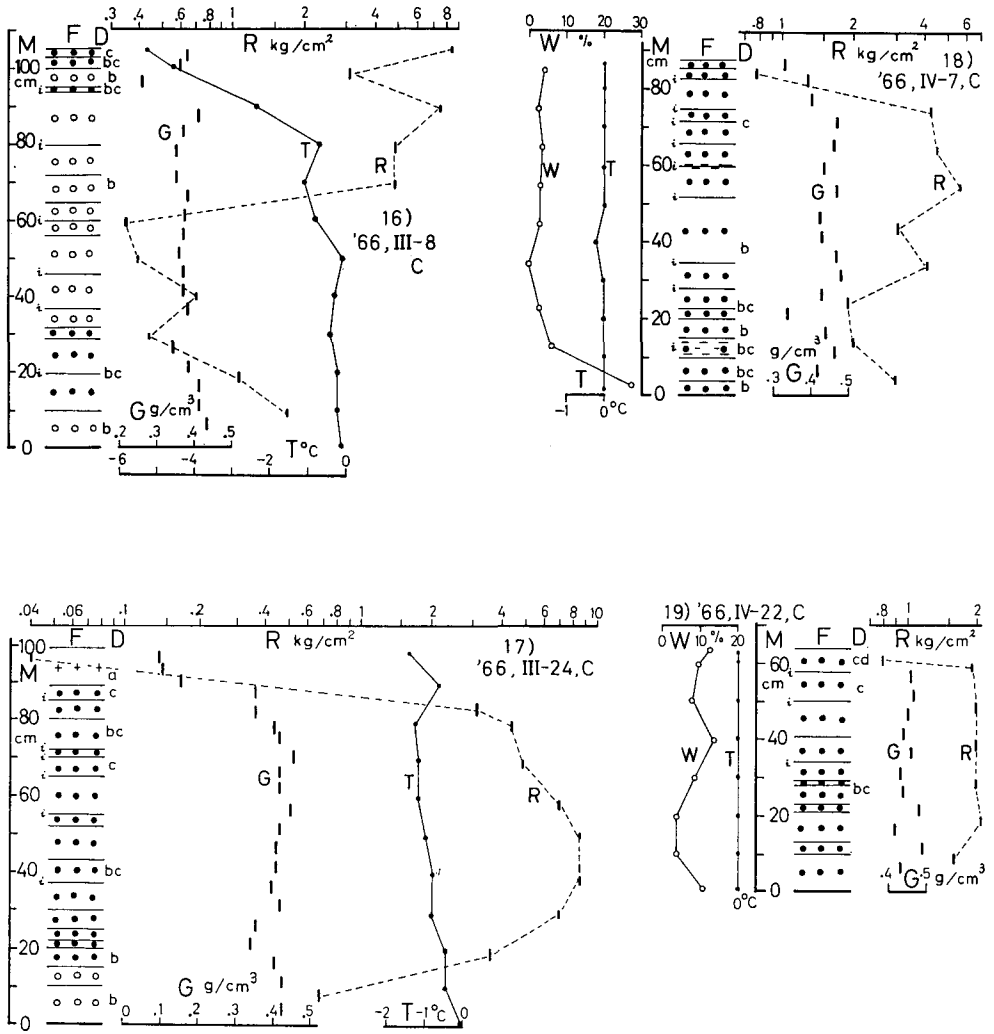 .3 .4 .6 .8 1 2 4 6 8
M F D R kg/cm²
100
cm
80
60
40
20
0
c
bc
b
i bc
i
b
i
i
i bc
b
G
T
R
16)
'66, III-8
C
G g/cm³
.2 .3 .4 .5
T°C
-6 -4 -2 0
0 10 20 30
W %
W
T
T
-1 0°C
M F D
cm
80
60
40
20
0
.8 1 2 4 6
R kg/cm²
18)
'66, IV-7, C
i
i c
i
i
b
i
i
bc
b
i bc
bc
b
G
R
g/cm³
.3 G .4 .5
.04 .06 .1 .2 .4 .6 .8 1 2 4 6 8 10
F D R kg/cm²
17)
'66, III-24, C
100
M
80
cm
60
40
20
0
d
i c
bc
i
i c
i
bc
i
b
b
G
T
R
G g/cm³
0 0.1 .2 .3 .4 .5
-2 T -1°C 0
19) '66, IV-22, C
0 W % 20
W
T
0°C
M F D
60
cm
40
20
0
.8 1 2
R kg/cm²
cd
i
c
i
i
bc
G
R
.4 .5
G g/cm³